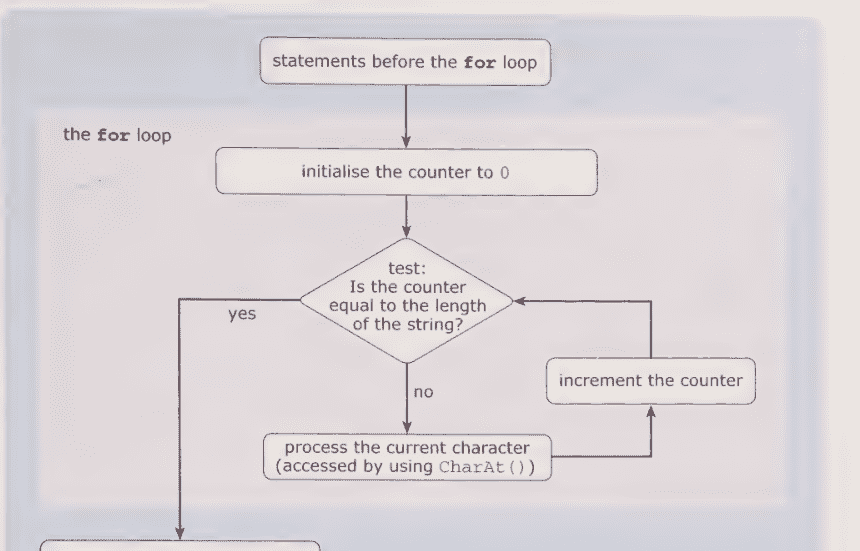 statements before the for loop
the for loop
initialise the counter to 0
test:
Is the counter
equal to the length
of the string?
yes
no
increment the counter
process the current character
(accessed by using CharAt())